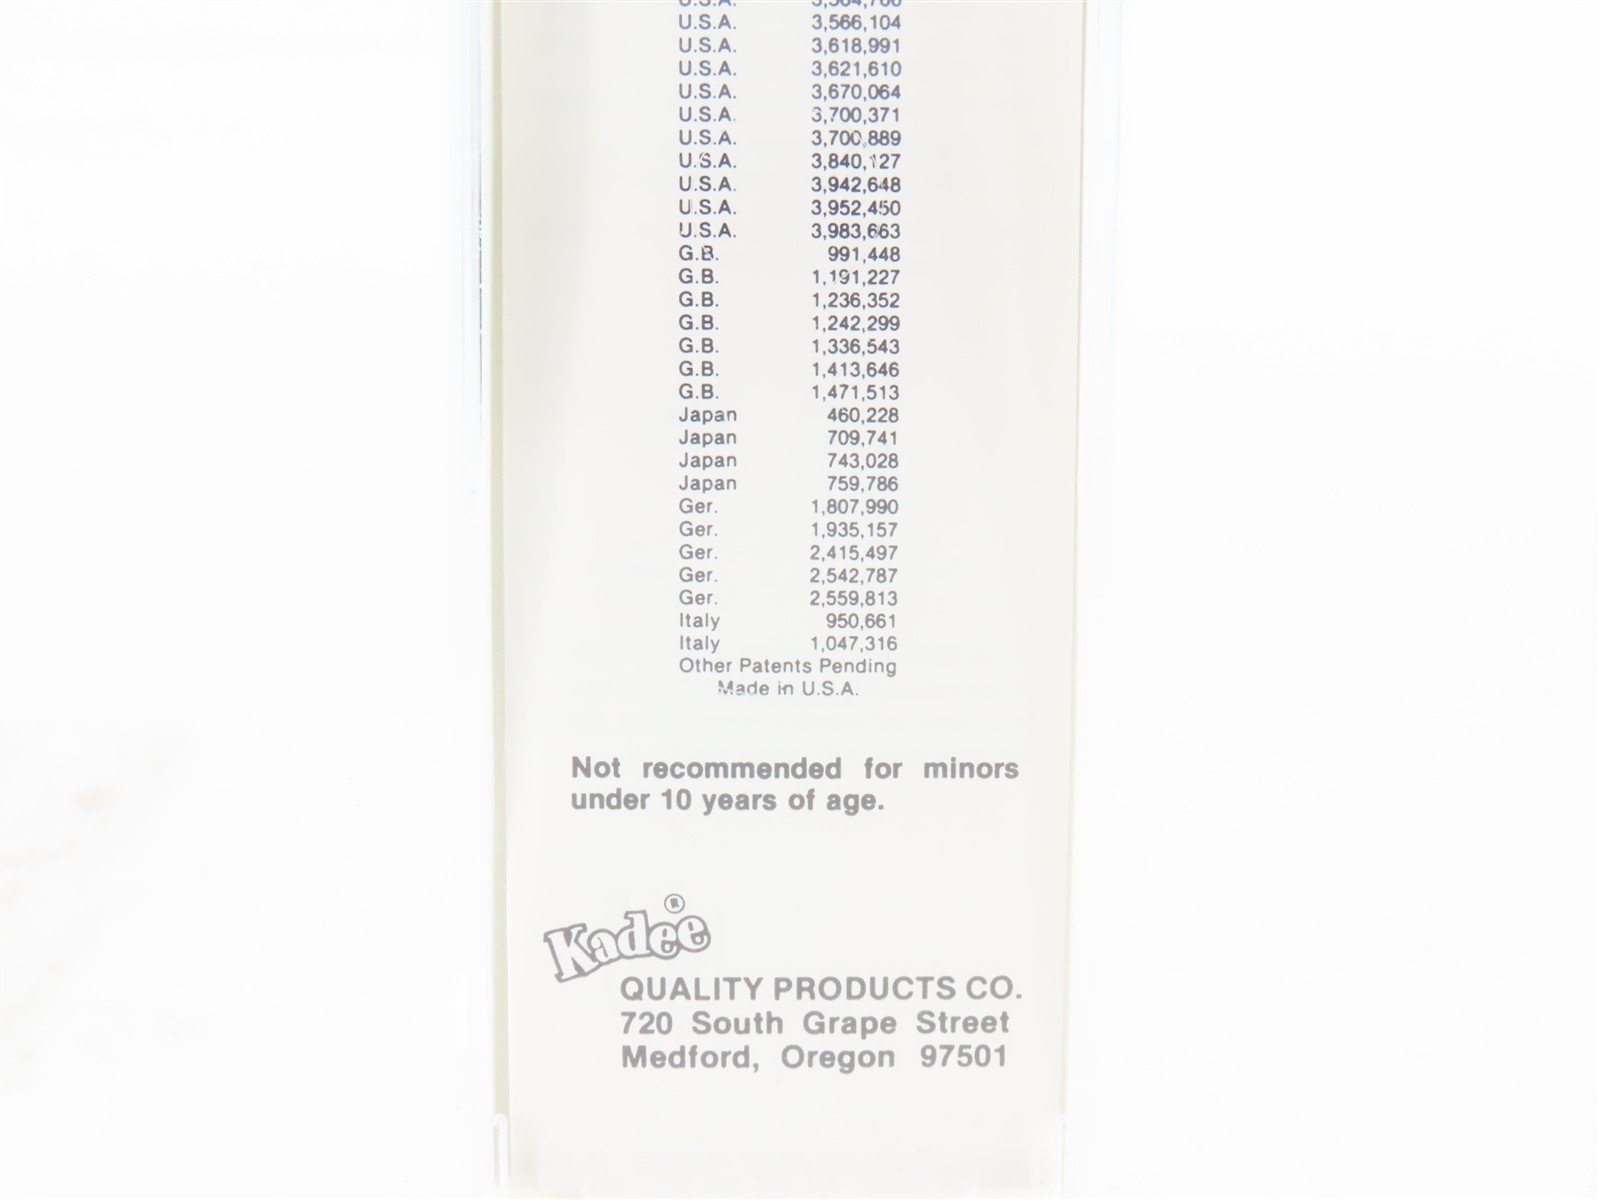 U.S.A. 3,564,766
U.S.A. 3,566,104
U.S.A. 3,618,991
U.S.A. 3,621,610
U.S.A. 3,670,064
U.S.A. 3,700,371
U.S.A. 3,700,889
U.S.A. 3,840,127
U.S.A. 3,942,648
U.S.A. 3,952,450
U.S.A. 3,983,663
G.B. 991,448
G.B. 1,191,227
G.B. 1,236,352
G.B. 1,242,299
G.B. 1,336,543
G.B. 1,413,646
G.B. 1,471,513
Japan 460,228
Japan 709,741
Japan 743,028
Japan 759,786
Ger. 1,807,990
Ger. 1,935,157
Ger. 2,415,497
Ger. 2,542,787
Ger. 2,559,813
Italy 950,661
Italy 1,047,316
Other Patents Pending
Made in U.S.A.
Not recommended for minors
under 10 years of age.
Kadee®
QUALITY PRODUCTS CO.
720 South Grape Street
Medford, Oregon 97501